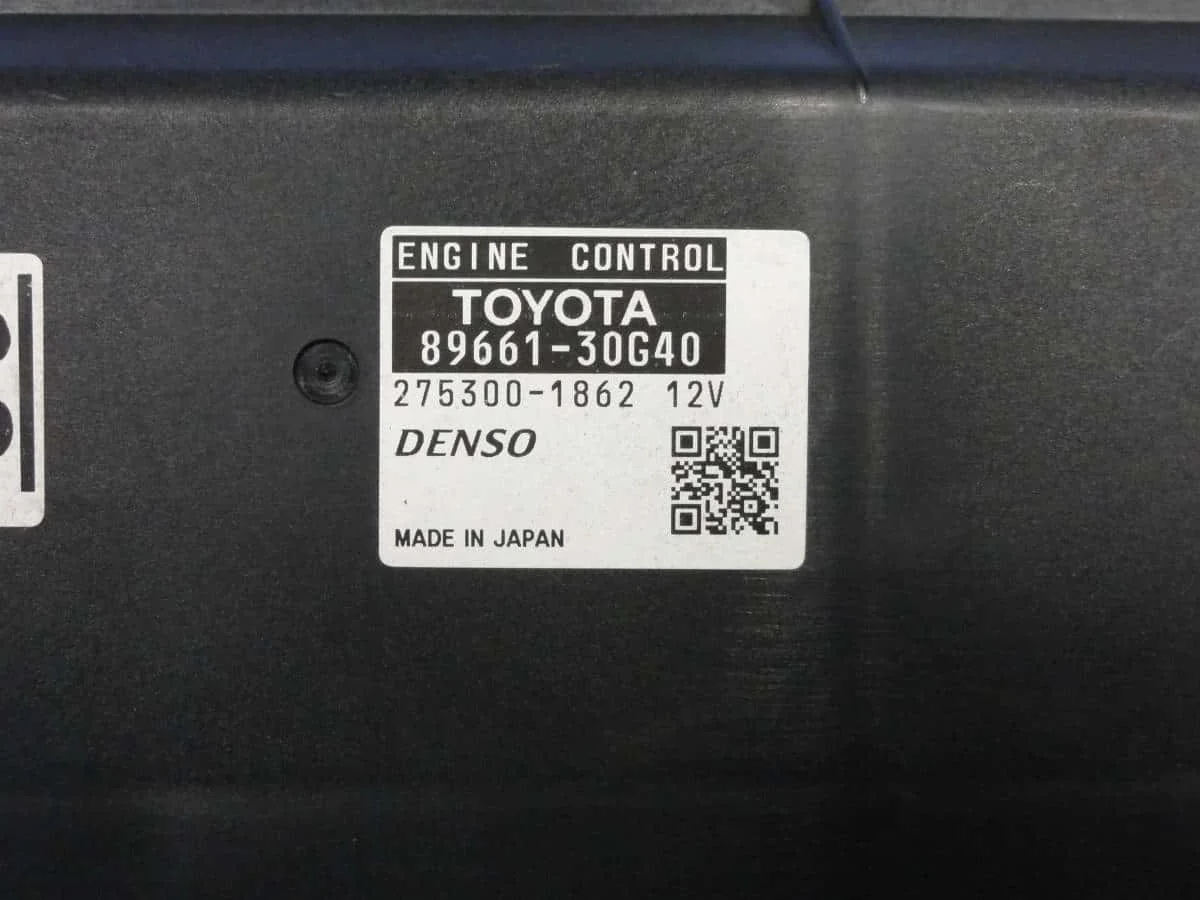 ENGINE CONTROL
TOYOTA
89661-30G40
275300-1862 12V
DENSO
MADE IN JAPAN